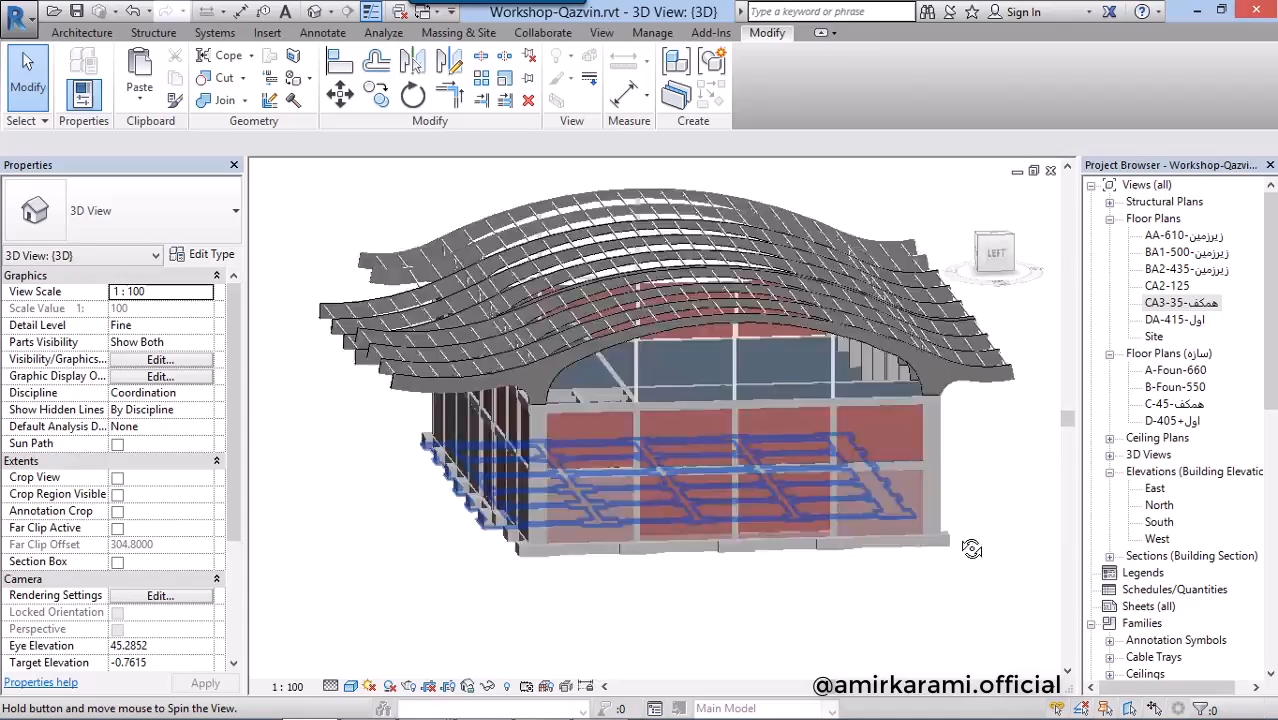 Workshop-Qazvin.rvt - 3D View: {3D}
Type a keyword or phrase
Sign In
Architecture Structure Systems Insert Annotate Analyze Massing & Site Collaborate View Manage Add-Ins Modify
Modify
Paste
Cope
Cut
Join
Select Properties Clipboard Geometry Modify View Measure Create
Properties
3D View
3D View: {3D}
Edit Type
Graphics
View Scale 1 : 100
Scale Value 1: 100
Detail Level Fine
Parts Visibility Show Both
Visibility/Graphics... Edit...
Graphic Display O... Edit...
Discipline Coordination
Show Hidden Lines By Discipline
Default Analysis D... None
Sun Path
Extents
Crop View
Crop Region Visible
Annotation Crop
Far Clip Active
Far Clip Offset 304.8000
Section Box
Camera
Rendering Settings Edit...
Locked Orientation
Perspective
Eye Elevation 45.2852
Target Elevation -0.7615
Properties help
Apply
LEFT
Project Browser - Workshop-Qazvi...
Views (all)
Structural Plans
Floor Plans
AA-610-زیرزمین
BA1-500-زیرزمین
BA2-435-زیرزمین
CA2-125
CA3-35-همکف
DA-415-اول
Site
Floor Plans (سازه)
A-Foun-660
B-Foun-550
C-45-همکف
D-405+اول
Ceiling Plans
3D Views
Elevations (Building Elevatio
East
North
South
West
Sections (Building Section)
Legends
Schedules/Quantities
Sheets (all)
Families
Annotation Symbols
Cable Trays
Ceilings
1 : 100
@amirkarami.official
Hold button and move mouse to Spin the View.
:0
Main Model
:0